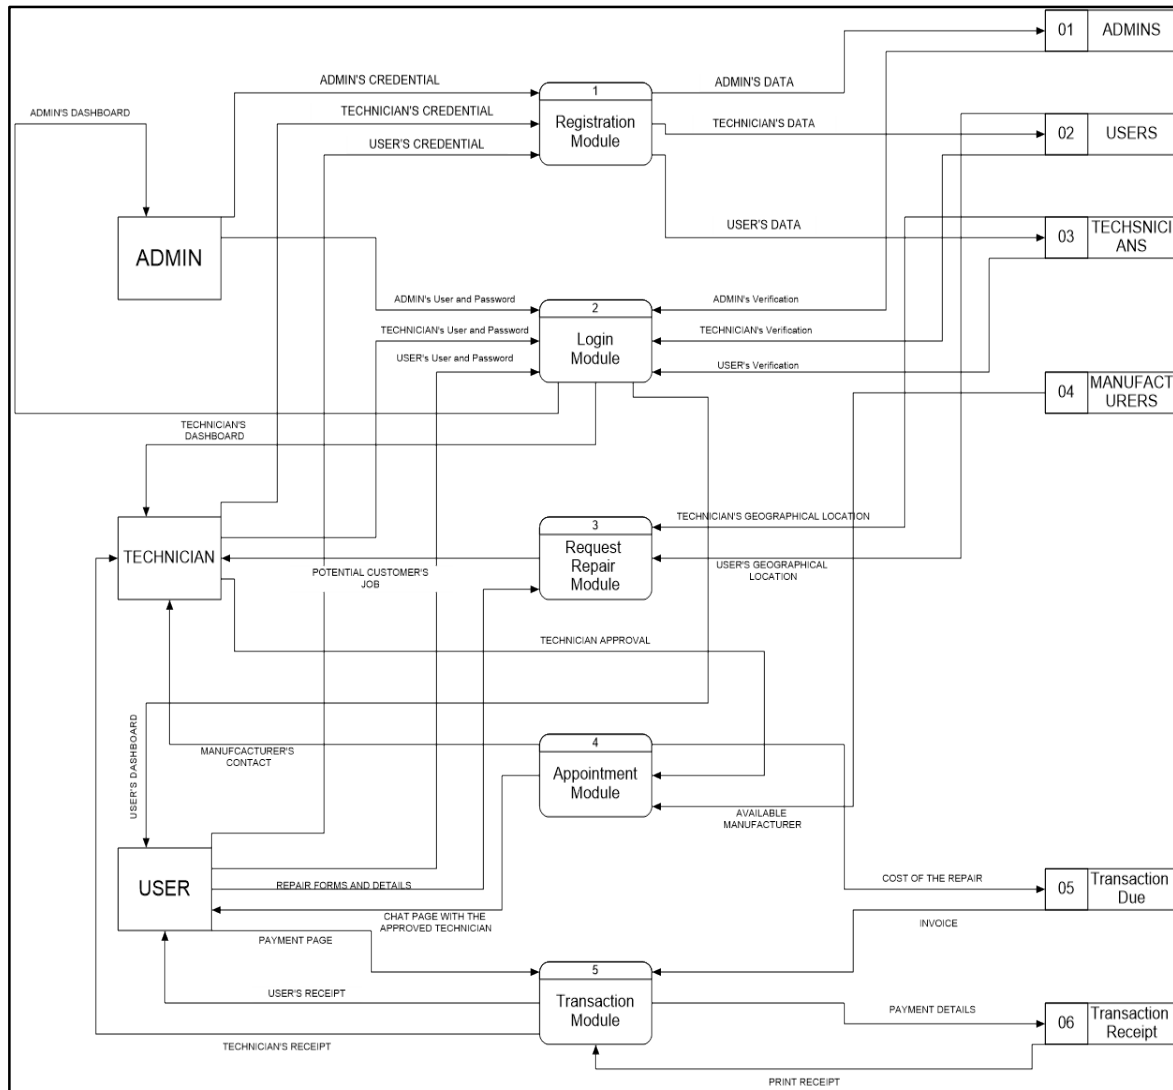 01
ADMINS
ADMIN'S CREDENTIAL
ADMIN'S DATA
1
Registration
Module
ADMIN'S DASHBOARD
TECHNICIAN'S CREDENTIAL
TECHNICIAN'S DATA
02
USERS
USER'S CREDENTIAL
USER'S DATA
03
TECHSNICI
ANS
ADMIN
ADMIN's User and Password
ADMIN's Verification
2
Login
Module
TECHNICIAN's User and Password
TECHNICIAN's Verification
USER's User and Password
USER's Verification
04
MANUFACT
URERS
TECHNICIAN'S
DASHBOARD
TECHNICIAN'S GEOGRAPHICAL LOCATION
3
Request
Repair
Module
TECHNICIAN
POTENTIAL CUSTOMER'S
JOB
USER'S GEOGRAPHICAL
LOCATION
TECHNICIAN APPROVAL
USER'S DASHBOARD
MANUFCACTURER'S
CONTACT
4
Appointment
Module
AVAILABLE
MANUFACTURER
COST OF THE REPAIR
05
Transaction
Due
USER
REPAIR FORMS AND DETAILS
CHAT PAGE WITH THE
APPROVED TECHNICIAN
INVOICE
PAYMENT PAGE
5
Transaction
Module
USER'S RECEIPT
PAYMENT DETAILS
06
Transaction
Receipt
TECHNICIAN'S RECEIPT
PRINT RECEIPT